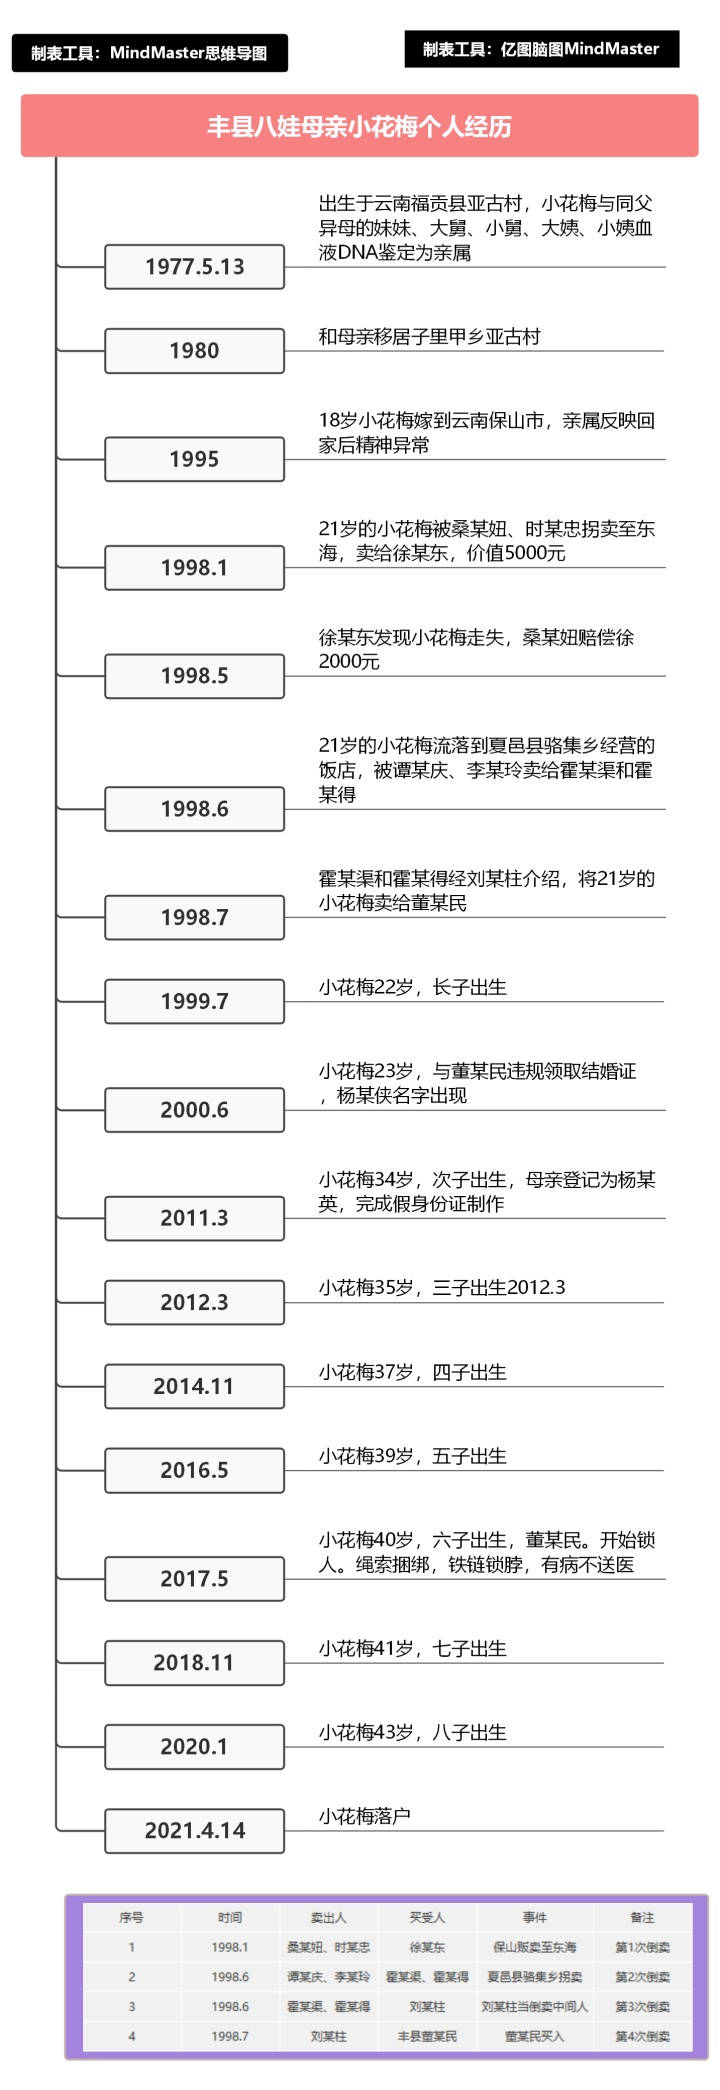 制表工具：MindMaster思维导图
制表工具：亿图脑图MindMaster
丰县八娃母亲小花梅个人经历
1977.5.13
出生于云南福贡县亚古村，小花梅与同父
异母的妹妹、大舅、小舅、大姨、小姨血
液DNA'鉴定为亲属
1980
和母亲移居子里甲乡亚古村
1995
18岁小花梅嫁到云南保山市，亲属反映回
家后精神异常
1998.1
21岁的小花梅被桑某妞、时某忠拐卖至东
海，卖给徐某东，价值5000元
1998.5
徐某东发现小花梅走失，桑某妞赔偿徐
2000元
1998.6
21岁的小花梅流落到夏邑县骆集乡经营的
饭店，被谭某庆、李某玲卖给霍某渠和霍
某得
1998.7
霍某渠和霍某得经刘某柱介绍，将21岁的
小花梅卖给董某民
1999.7
小花梅22岁，长子出生
2000.6
小花梅23岁，与董某民违规领取结婚证
，杨某侠名字出现
2011.3
小花梅34岁，次子出生，母亲登记为杨某
英，完成假身份证制作
2012.3
小花梅35岁，三子出生2012.3
2014.11
小花梅37岁，四子出生
2016.5
小花梅39岁，五子出生
2017.5
小花梅40岁，六子出生，董某民。开始锁
人。绳索捆绑，铁链锁脖，有病不送医
2018.11
小花梅41岁，七子出生
2020.1
小花梅43岁，八子出生
2021.4.14
小花梅落户
序号 时间 卖出人 买受人 事件 备注
1 1998.1 桑某妞、时某忠 徐某东 保山贩卖至东海 第1次倒卖
2 1998.6 谭某庆、李某玲 霍某渠、霍某得 夏邑县骆集乡拐卖 第2次倒卖
3 1998.6 霍某渠、霍某得 刘某柱 刘某柱当倒卖中间人 第3次倒卖
4 1998.7 刘某柱 丰县董某民 董某民买入 第4次倒卖